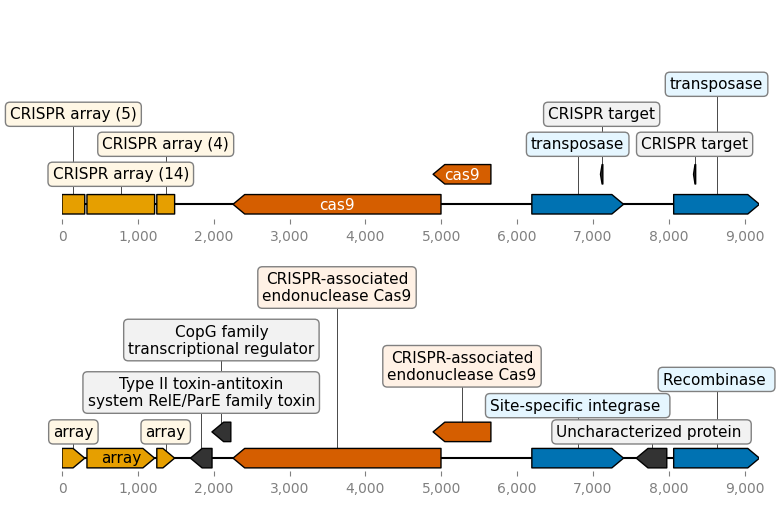 transposase
CRISPR array (5)
CRISPR target
CRISPR array (4)
transposase
CRISPR target
CRISPR array (14)
cas9
cas9
0
1,000
2,000
3,000
4,000
5,000
6,000
7,000
8,000
9,000
CRISPR-associated
endonuclease Cas9
CopG family
transcriptional regulator
CRISPR-associated
endonuclease Cas9
Type II toxin-antitoxin
system RelE/ParE family toxin
Recombinase
Site-specific integrase
array
array
Uncharacterized protein
array
0
1,000
2,000
3,000
4,000
5,000
6,000
7,000
8,000
9,000